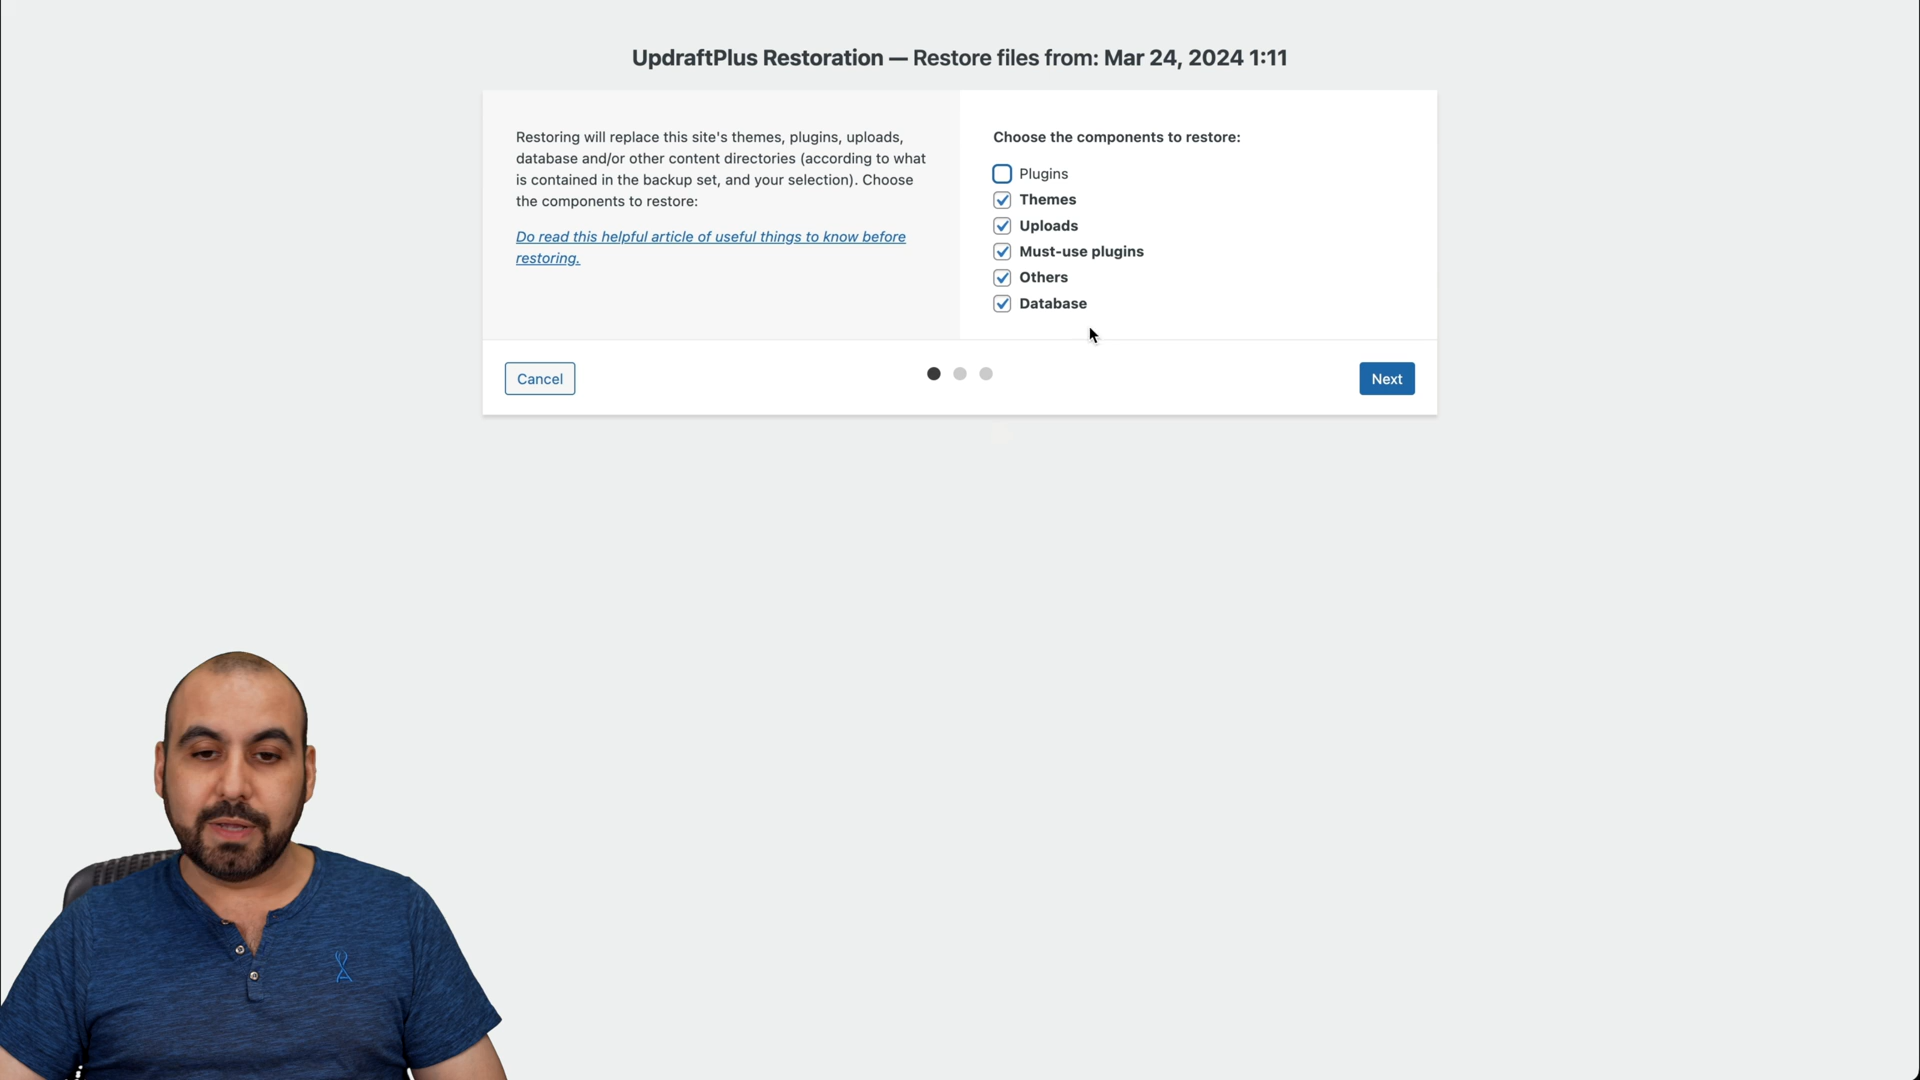 UpdraftPlus Restoration — Restore files from: Mar 24, 2024 1:11
Restoring will replace this site's themes, plugins, uploads,
database and/or other content directories (according to what
is contained in the backup set, and your selection). Choose
the components to restore:
Do read this helpful article of useful things to know before
restoring.
Choose the components to restore:
Plugins
Themes
Uploads
Must-use plugins
Others
Database
Cancel
Next